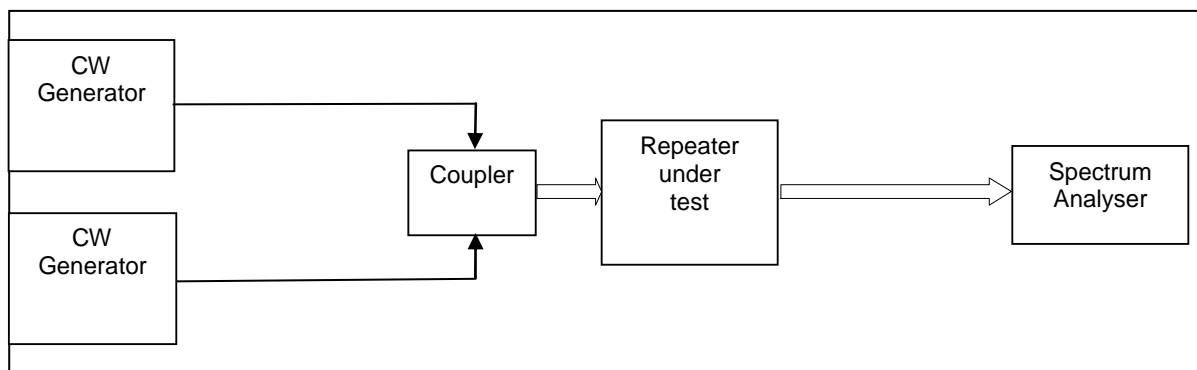 CW
Generator
CW
Generator
Coupler
Repeater
under
test
Spectrum
Analyser